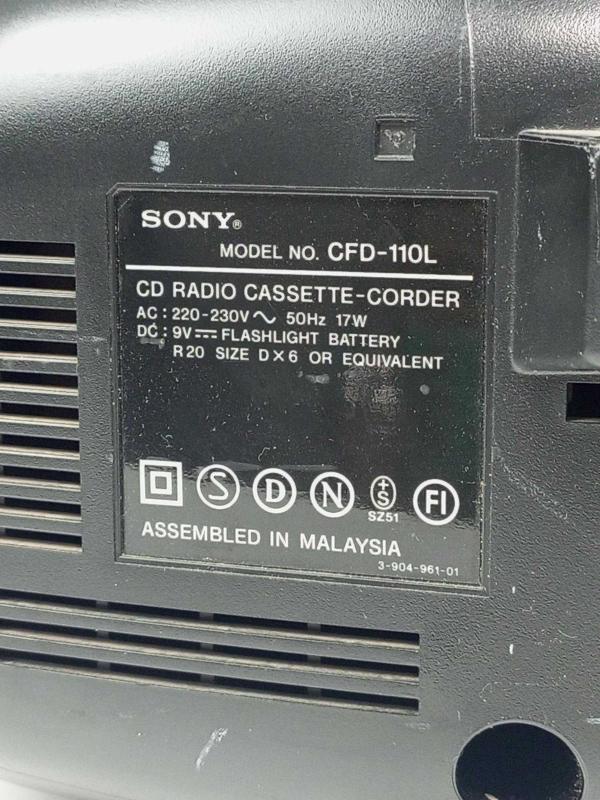 SONY®
MODEL NO. CFD-110L
CD RADIO CASSETTE-CORDER
AC : 220-230V ~ 50Hz 17W
DC : 9V ⎓ FLASHLIGHT BATTERY
R20 SIZE D×6 OR EQUIVALENT
S D N +S FI
SZ51
ASSEMBLED IN MALAYSIA
3-904-961-01